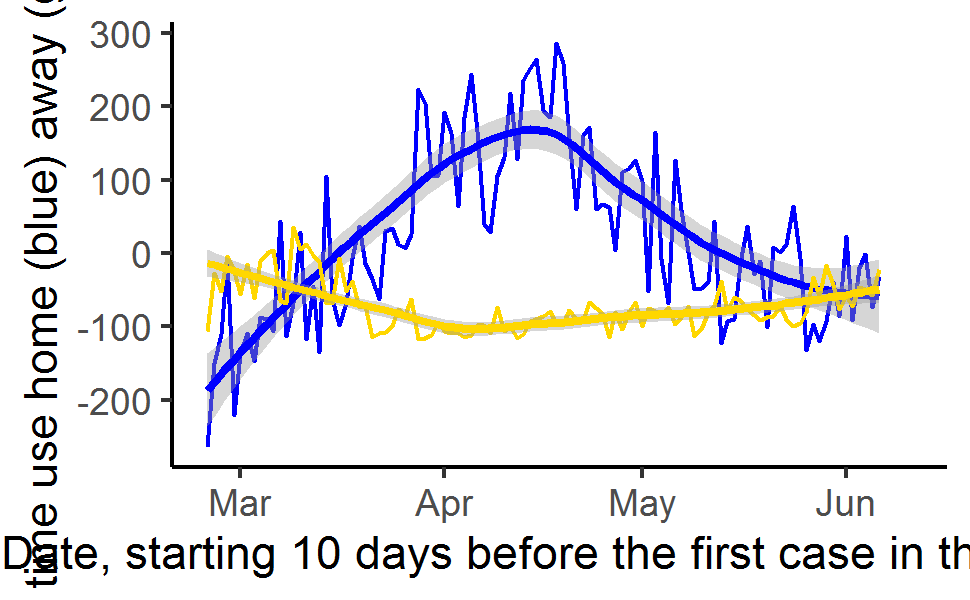 time use home (blue) away (
300
200
100
0
-100
-200
Mar Apr May Jun
Date, starting 10 days before the first case in th